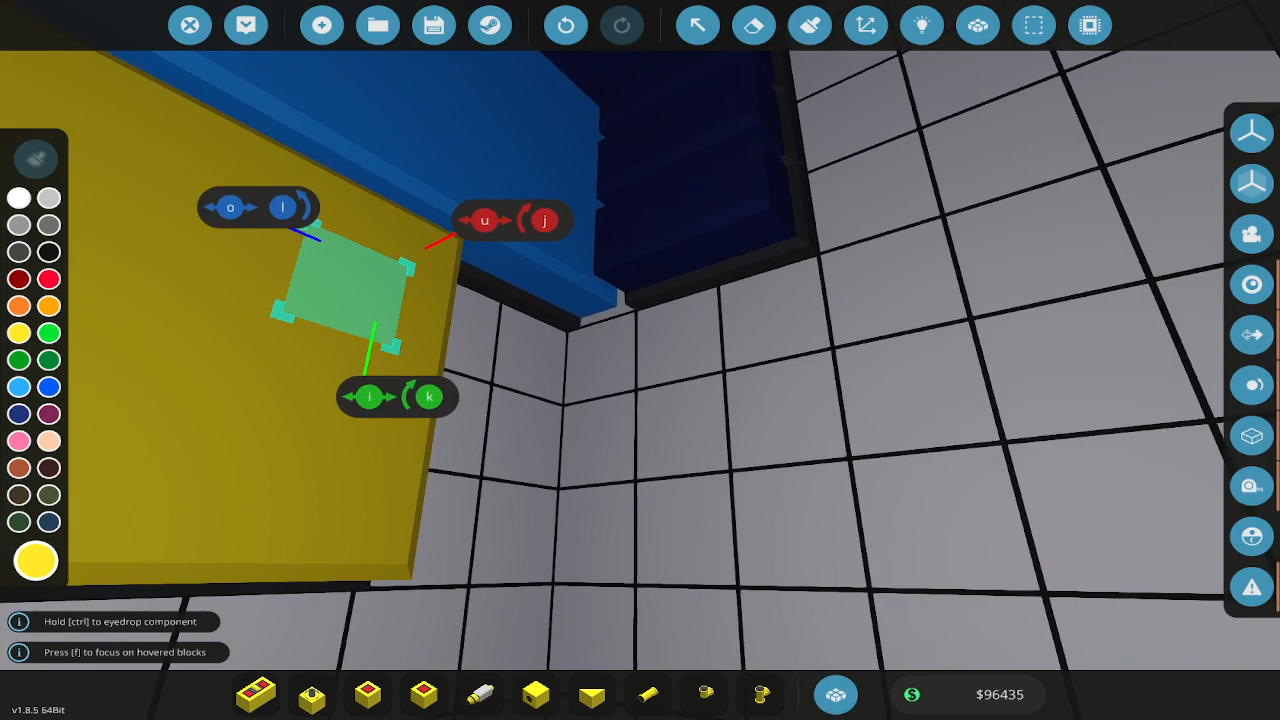 o l
u j
i k
Hold [ctrl] to eyedrop component
Press [f] to focus on hovered blocks
v1.8.5 64Bit
$ $96435